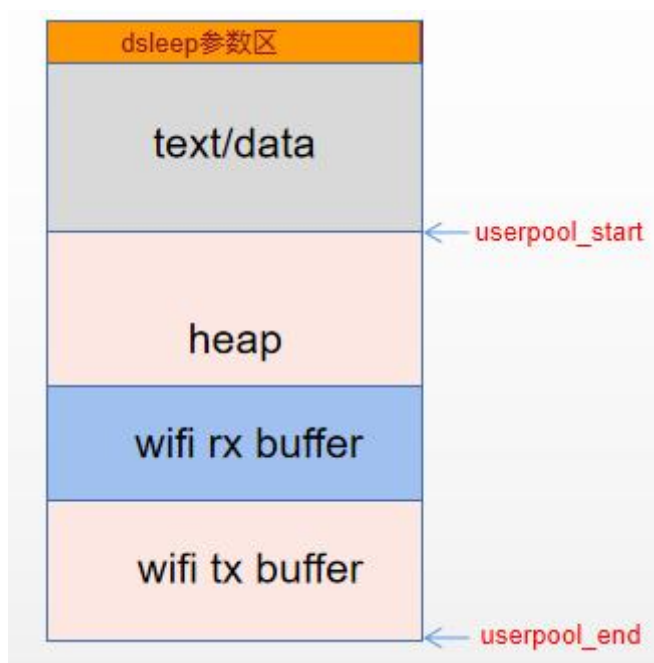 dsleep参数区
text/data
userpool_start
heap
wifi rx buffer
wifi tx buffer
userpool_end